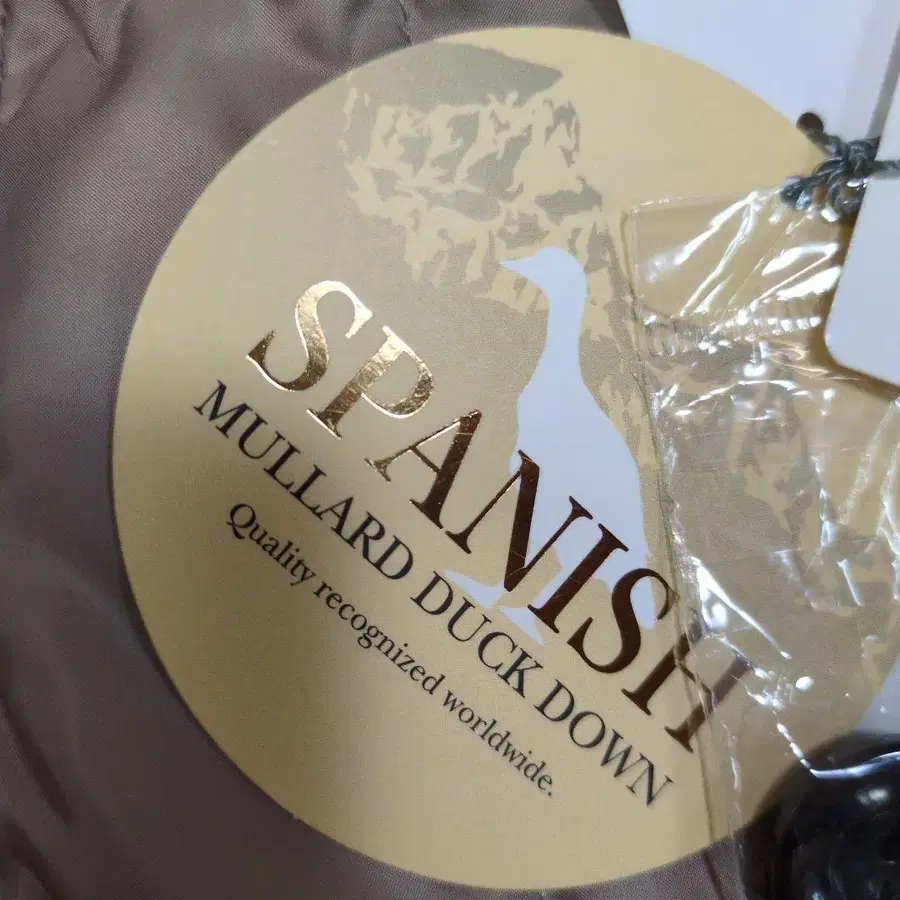 SPANISH
MULLARD DUCK DOWN
Quality recognized worldwide.